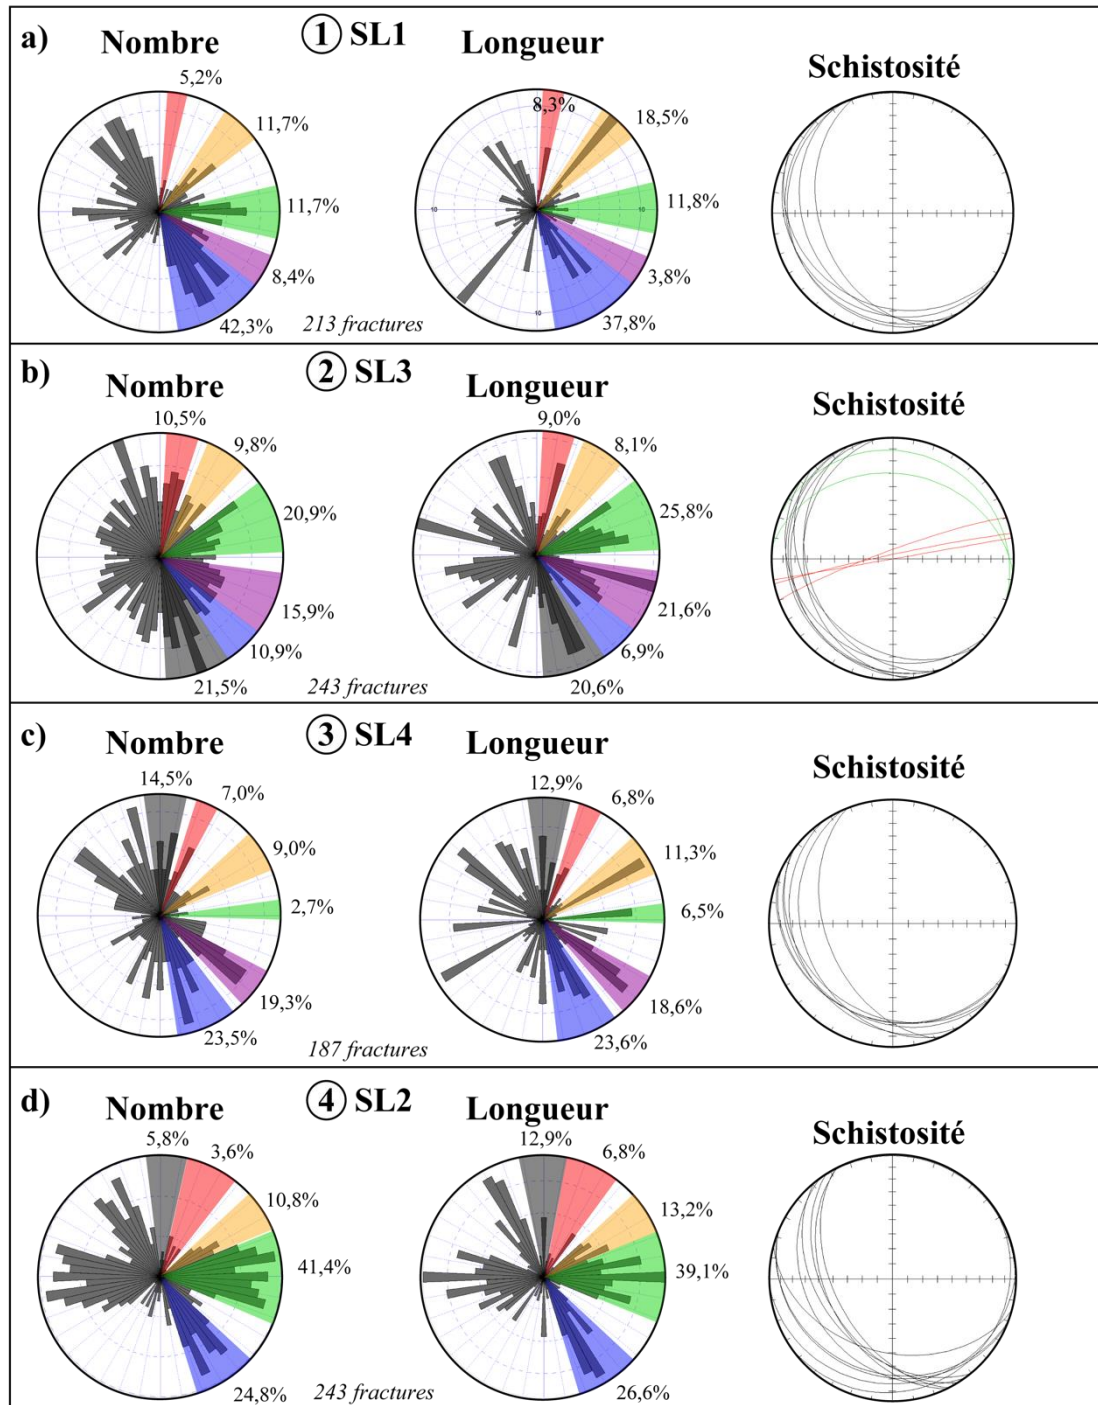 a)
Nombre
① SL1
Longueur
Schistosité
5,2%
11,7%
11,7%
8,4%
42,3%
213 fractures
8,3%
18,5%
11,8%
3,8%
37,8%
10
10
10
b)
Nombre
② SL3
Longueur
Schistosité
10,5%
9,8%
20,9%
15,9%
10,9%
21,5%
243 fractures
9,0%
8,1%
25,8%
21,6%
6,9%
20,6%
c)
Nombre
③ SL4
Longueur
Schistosité
14,5%
7,0%
9,0%
2,7%
19,3%
23,5%
187 fractures
12,9%
6,8%
11,3%
6,5%
18,6%
23,6%
d)
Nombre
④ SL2
Longueur
Schistosité
5,8%
3,6%
10,8%
41,4%
24,8%
243 fractures
12,9%
6,8%
13,2%
39,1%
26,6%